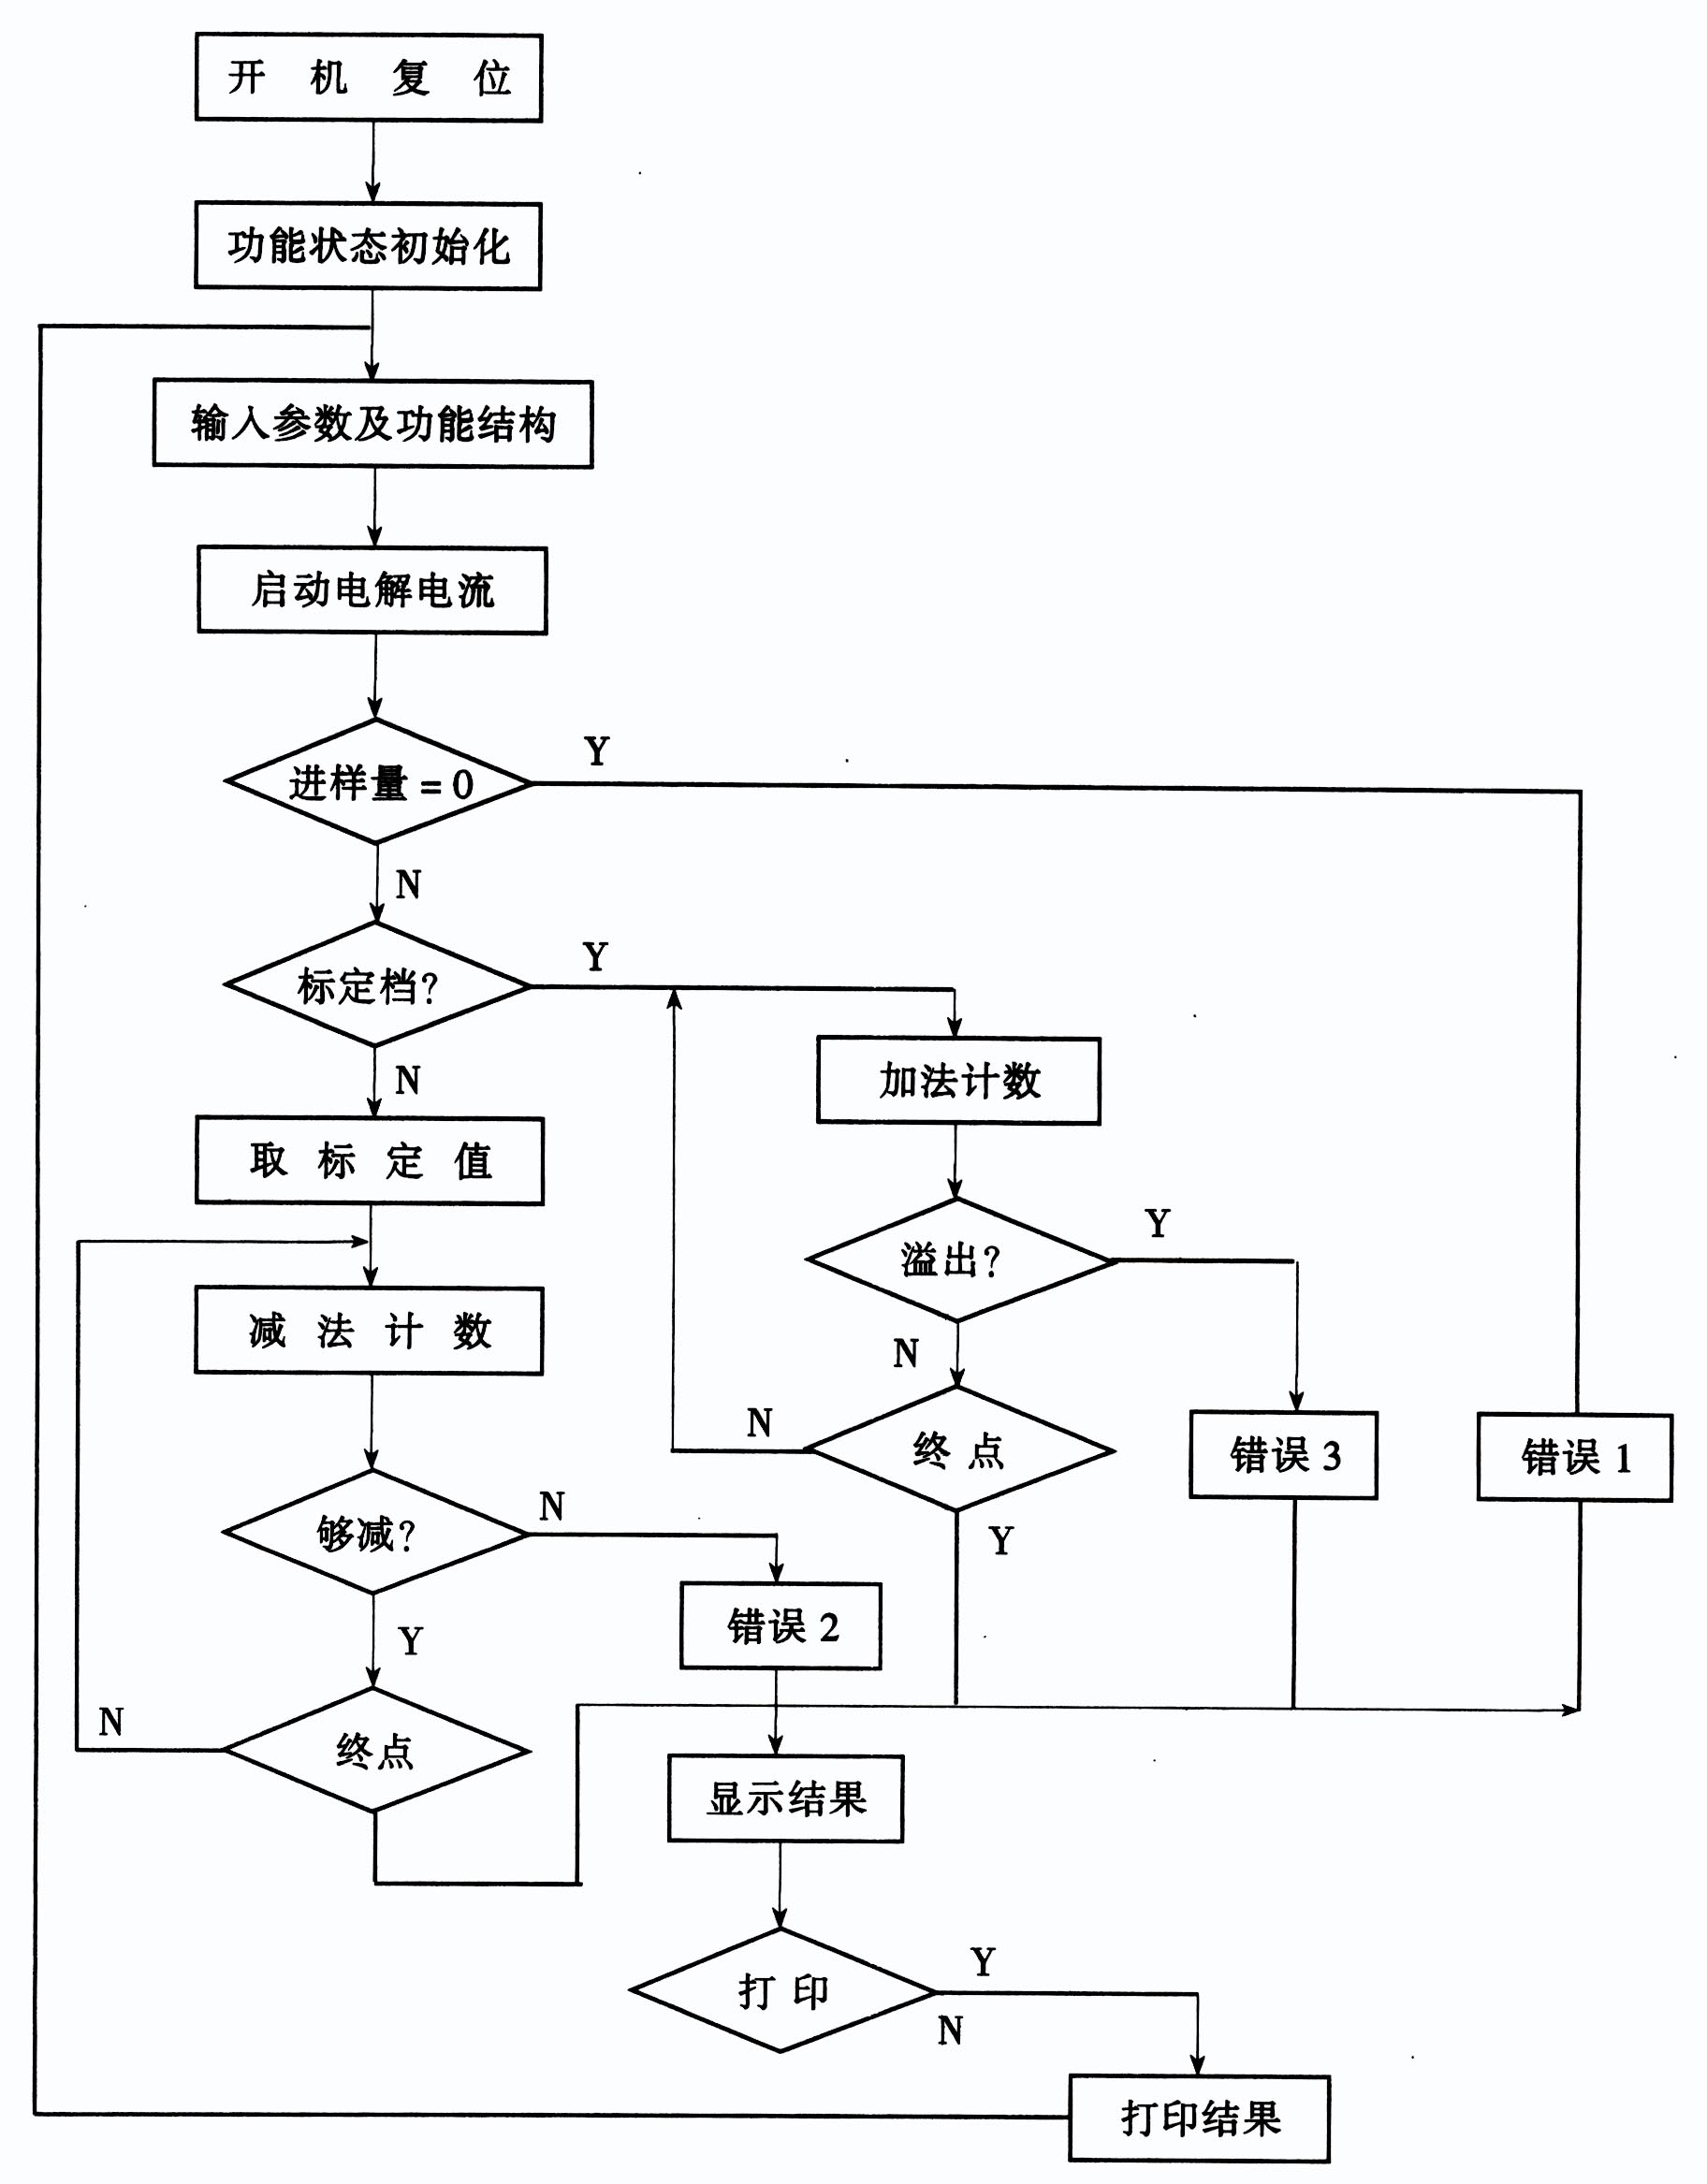 开机复位
功能状态初始化
输入参数及功能结构
启动电解电流
进样量=0
Y
N
标定档?
Y
N
加法计数
取标定值
溢出?
Y
N
减法计数
终点
N
Y
错误3
错误1
够减?
N
Y
错误2
终点
N
显示结果
打印
Y
N
打印结果